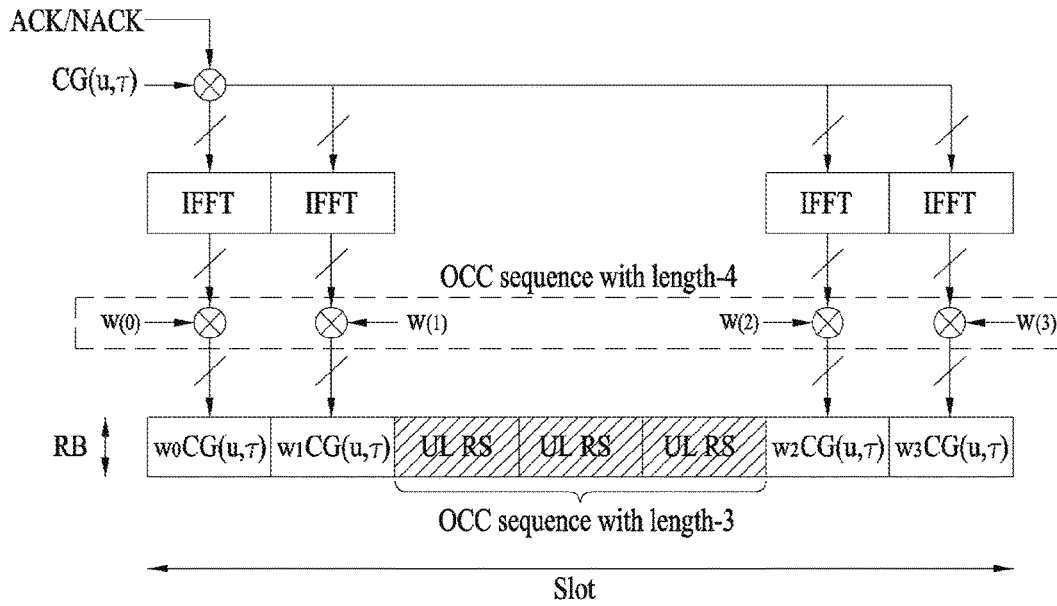 ACK/NACK
CG(u,τ)
IFFT IFFT IFFT IFFT
OCC sequence with length-4
W(0) W(1) W(2) W(3)
RB w0CG(u,τ) w1CG(u,τ) UL RS UL RS UL RS w2CG(u,τ) w3CG(u,τ)
OCC sequence with length-3
Slot